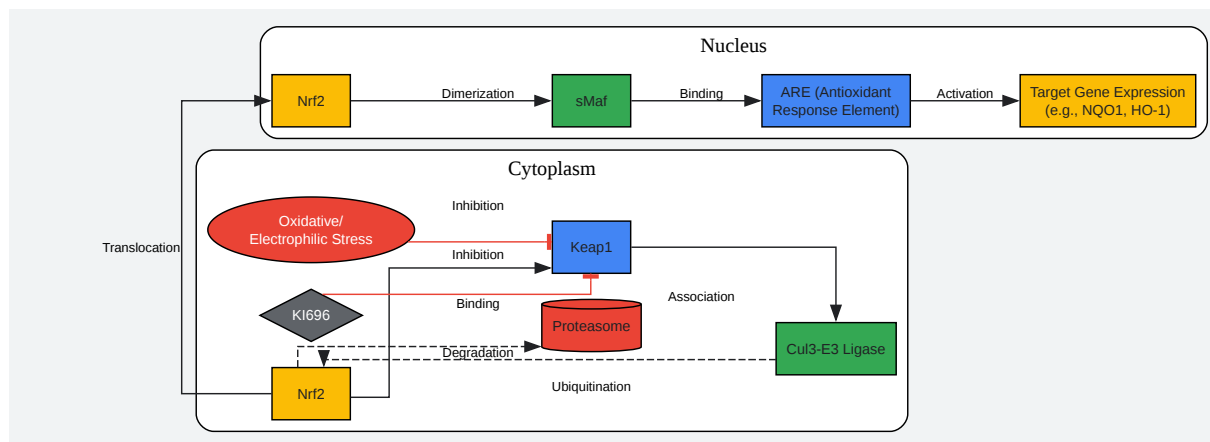 Nucleus
Nrf2
Dimerization
sMaf
Binding
ARE (Antioxidant
Response Element)
Activation
Target Gene Expression
(e.g., NQO1, HO-1)
Cytoplasm
Oxidative/
Electrophilic Stress
Inhibition
Keap1
Translocation
Inhibition
KI696
Binding
Association
Proteasome
Degradation
Cul3-E3 Ligase
Ubiquitination
Nrf2